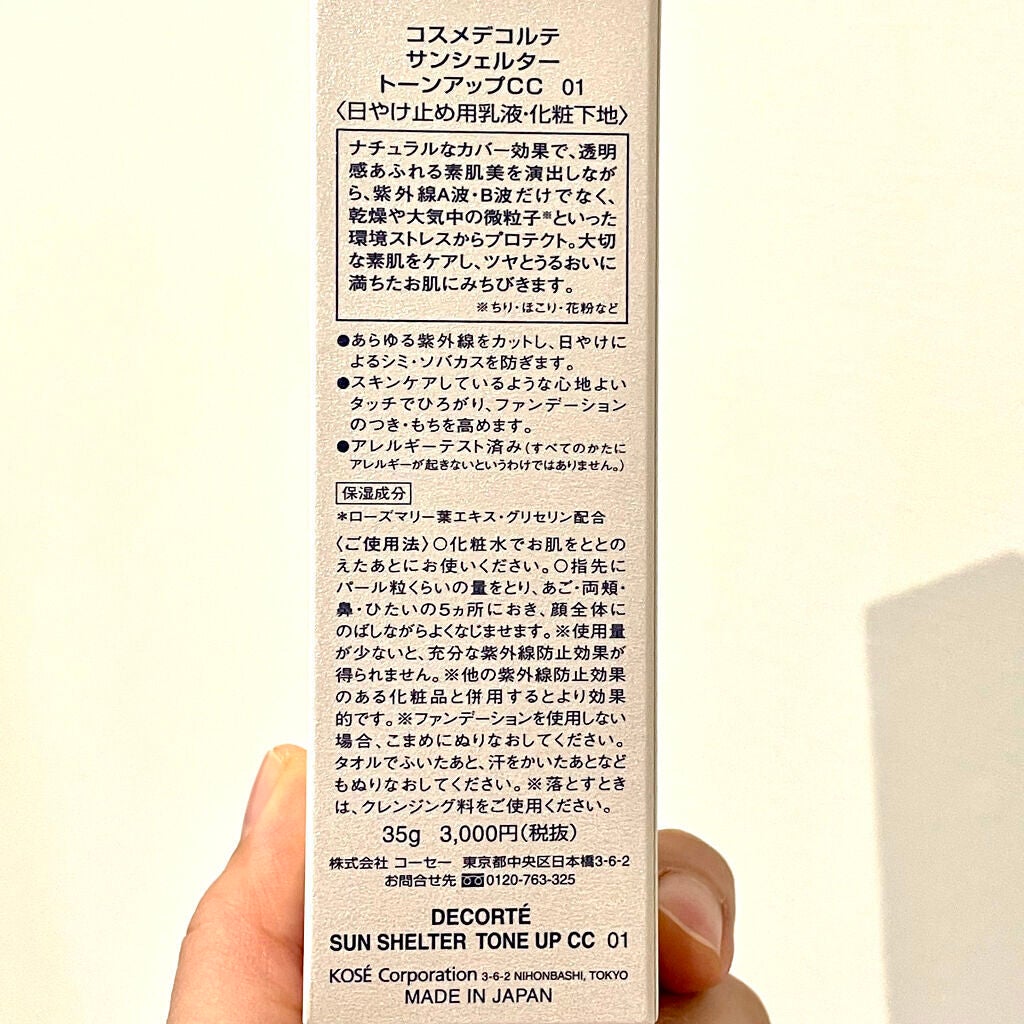 コスメデコルテ
サンシェルター
トーンアップCC 01
〈日やけ止め用乳液・化粧下地〉
ナチュラルなカバー効果で、透明
感あふれる素肌美を演出しなが
ら、紫外線A波・B波だけでなく、
乾燥や大気中の微粒子※といった
環境ストレスからプロテクト。大切
な素肌をケアし、ツヤとうるおいに
満ちたお肌にみちびきます。
※ちり・ほこり・花粉など
●あらゆる紫外線をカットし、日やけに
よるシミ・ソバカスを防ぎます。
●スキンケアしているような心地よい
タッチでひろがり、ファンデーション
のつき・もちを高めます。
●アレルギーテスト済み(すべてのかたに
アレルギーが起きないというわけではありません。)
保湿成分
*ローズマリー葉エキス・グリセリン配合
〈ご使用法〉○化粧水でお肌をととの
えたあとにお使いください。○指先に
パール粒くらいの量をとり、あご・両頬・
鼻・ひたいの5ヵ所におき、顔全体に
のばしながらよくなじませます。※使用量
が少ないと、充分な紫外線防止効果が
得られません。※他の紫外線防止効果
のある化粧品と併用するとより効果
的です。※ファンデーションを使用しない
場合、こまめにぬりなおしてください。
タオルでふいたあと、汗をかいたあとなど
もぬりなおしてください。※落とすとき
は、クレンジング料をご使用ください。
35g 3,000円(税抜)
株式会社 コーセー 東京都中央区日本橋3-6-2
お問合せ先 0120-763-325
DECORTÉ
SUN SHELTER TONE UP CC 01
KOSÉ Corporation 3-6-2 NIHONBASHI, TOKYO
MADE IN JAPAN